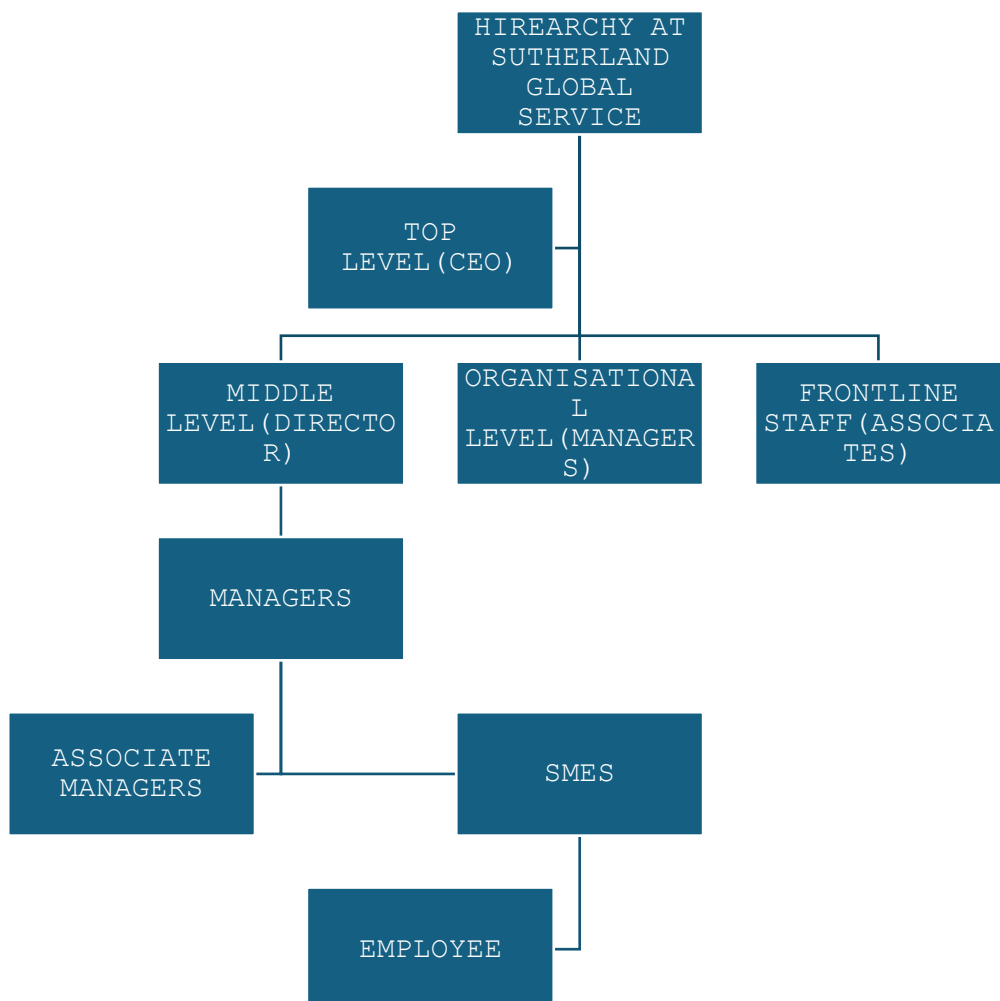 HIREARCHY AT
SUTHERLAND
GLOBAL
SERVICE
TOP
LEVEL(CEO)
MIDDLE
LEVEL(DIRECTO
R)
ORGANISATIONA
L
LEVEL(MANAGER
S)
FRONTLINE
STAFF(ASSOCIA
TES)
MANAGERS
ASSOCIATE
MANAGERS
SMES
EMPLOYEE